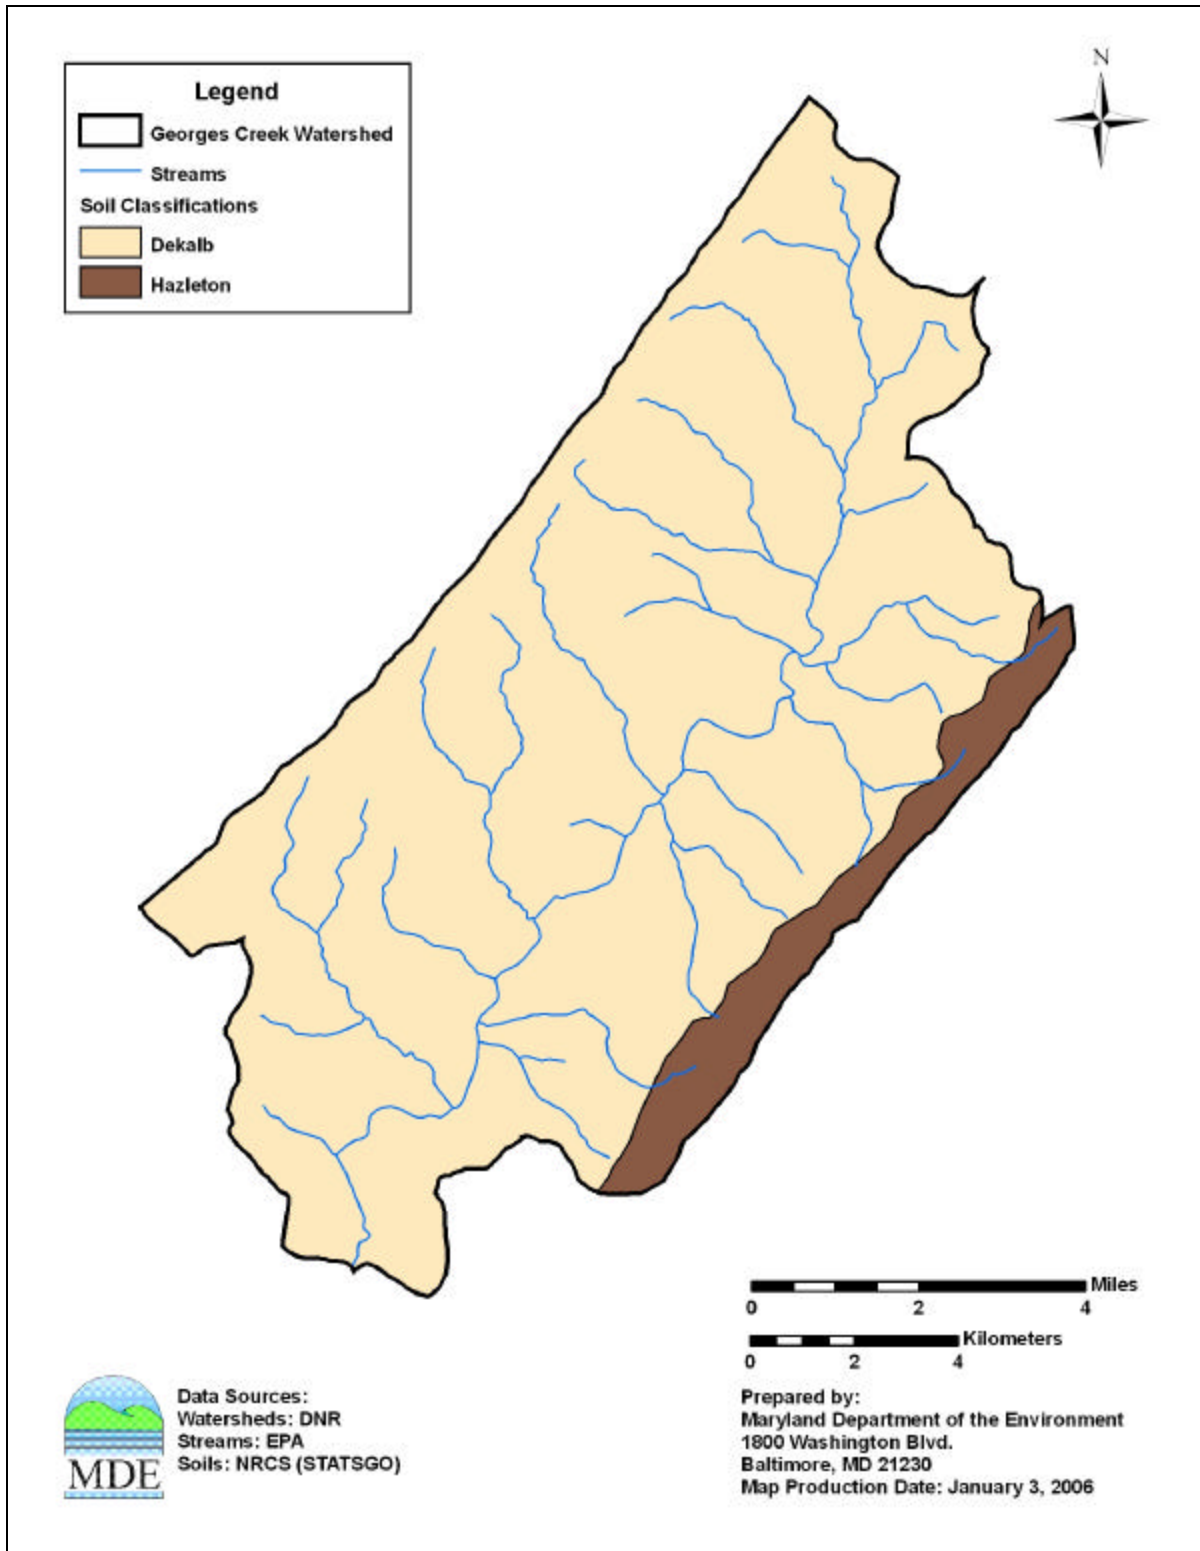 Legend
Georges Creek Watershed
Streams
Soil Classifications
Dekalb
Hazleton
N
Miles
0 2 4
Kilometers
0 2 4
MDE
Data Sources:
Watersheds: DNR
Streams: EPA
Soils: NRCS (STATSGO)
Prepared by:
Maryland Department of the Environment
1800 Washington Blvd.
Baltimore, MD 21230
Map Production Date: January 3, 2006